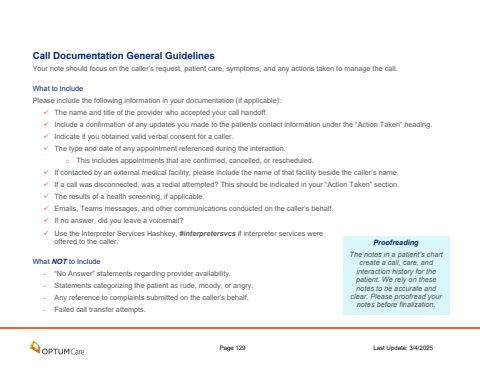 Call Documentation General Guidelines
Your note should focus on the caller's request, patient care, symptoms, and any actions taken to manage the call.
What to Include
Please include the following information in your documentation (if applicable):
✓ The name and title of the provider who accepted your call handoff.
✓ Include a confirmation of any updates you made to the patients contact information under the "Action Taken" heading.
✓ Indicate if you obtained valid verbal consent for a caller.
✓ The type and date of any appointment referenced during the interaction.
o This includes appointments that are confirmed, cancelled, or rescheduled.
✓ If contacted by an external medical facility, please include the name of that facility beside the caller's name.
✓ If a call was disconnected, was a redial attempted? This should be indicated in your "Action Taken" section.
✓ The results of a health screening, if applicable.
✓ Emails, Teams messages, and other communications conducted on the caller's behalf.
✓ If no answer, did you leave a voicemail?
✓ Use the Interpreter Services Hashkey, #interpretersvcs if interpreter services were
offered to the caller.
What NOT to Include
- "No Answer" statements regarding provider availability.
- Statements categorizing the patient as rude, moody, or angry.
- Any reference to complaints submitted on the caller's behalf.
- Failed call transfer attempts.
Proofreading
The notes in a patient's chart
create a call, care, and
interaction history for the
patient. We rely on these
notes to be accurate and
clear. Please proofread your
notes before finalization.
OPTUMCare
Page 129
Last Update: 3/4/2025